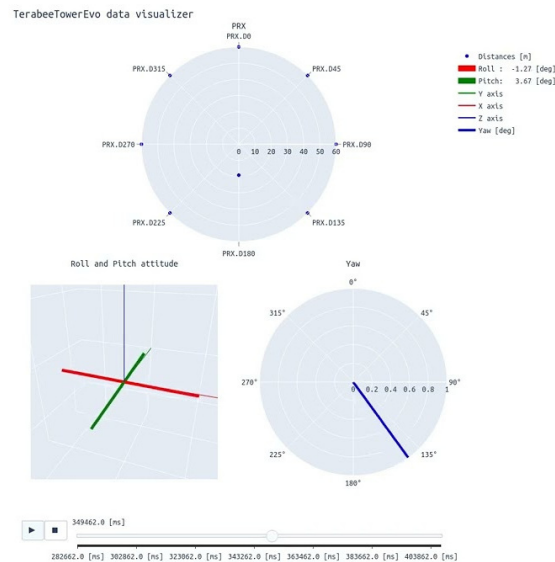 TerabeeTowerEvo data visualizer
PRX
PRX.D0
PRX.D315
PRX.D45
Distances [m]
Roll : -1.27 [deg]
Pitch: 3.67 [deg]
Y axis
X axis
Z axis
Yaw [deg]
PRX.D270
0 10 20 30 40 50 60
PRX.D90
PRX.D225
PRX.D135
PRX.D180
Roll and Pitch attitude
Yaw
0°
315°
45°
270°
0 0.2 0.4 0.6 0.8 1
90°
225°
135°
180°
349462.0 [ms]
282662.0 [ms] 302862.0 [ms] 323062.0 [ms] 343262.0 [ms] 363462.0 [ms] 383662.0 [ms] 403862.0 [ms]